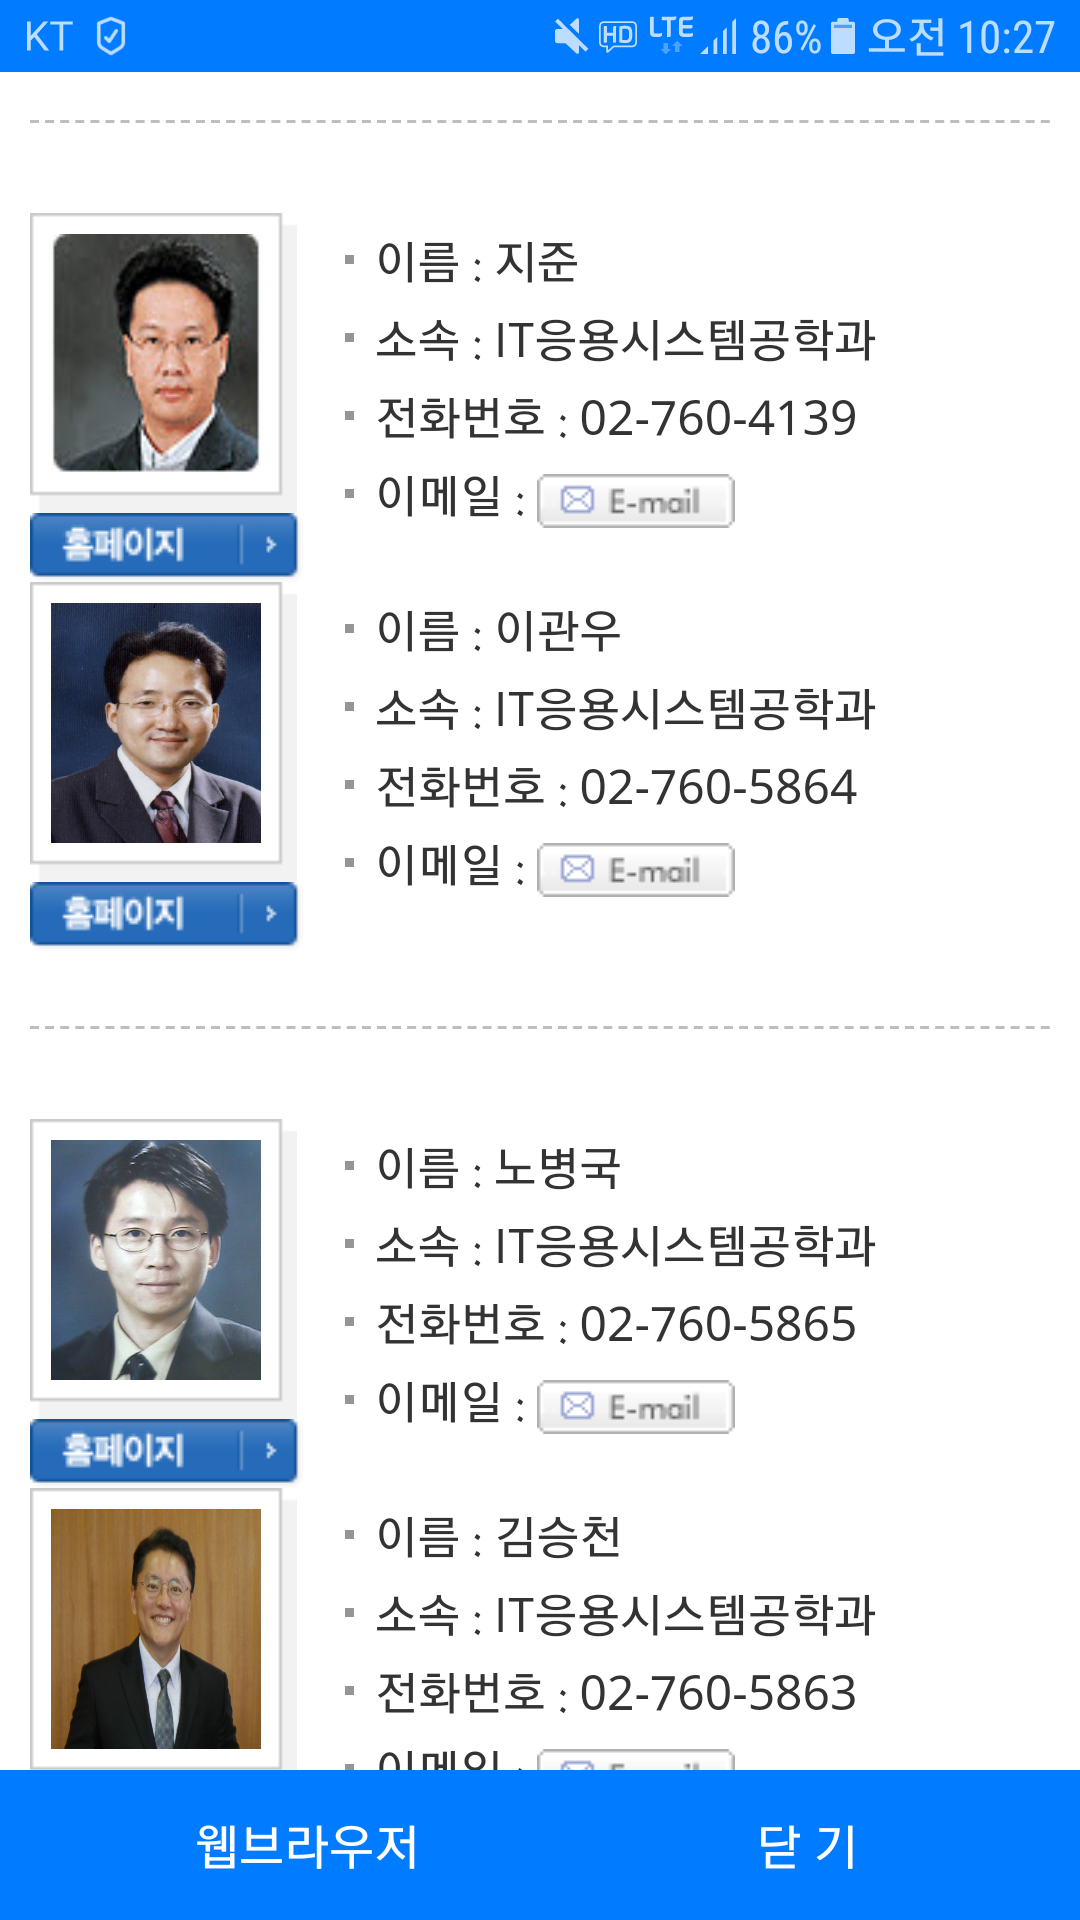 KT HD LTE 86% 오전 10:27
이름 : 지준
소속 : IT응용시스템공학과
전화번호 : 02-760-4139
이메일 : E-mail
홈페이지
이름 : 이관우
소속 : IT응용시스템공학과
전화번호 : 02-760-5864
이메일 : E-mail
홈페이지
이름 : 노병국
소속 : IT응용시스템공학과
전화번호 : 02-760-5865
이메일 : E-mail
홈페이지
이름 : 김승천
소속 : IT응용시스템공학과
전화번호 : 02-760-5863
이메일 : E-mail
웹브라우저 닫 기